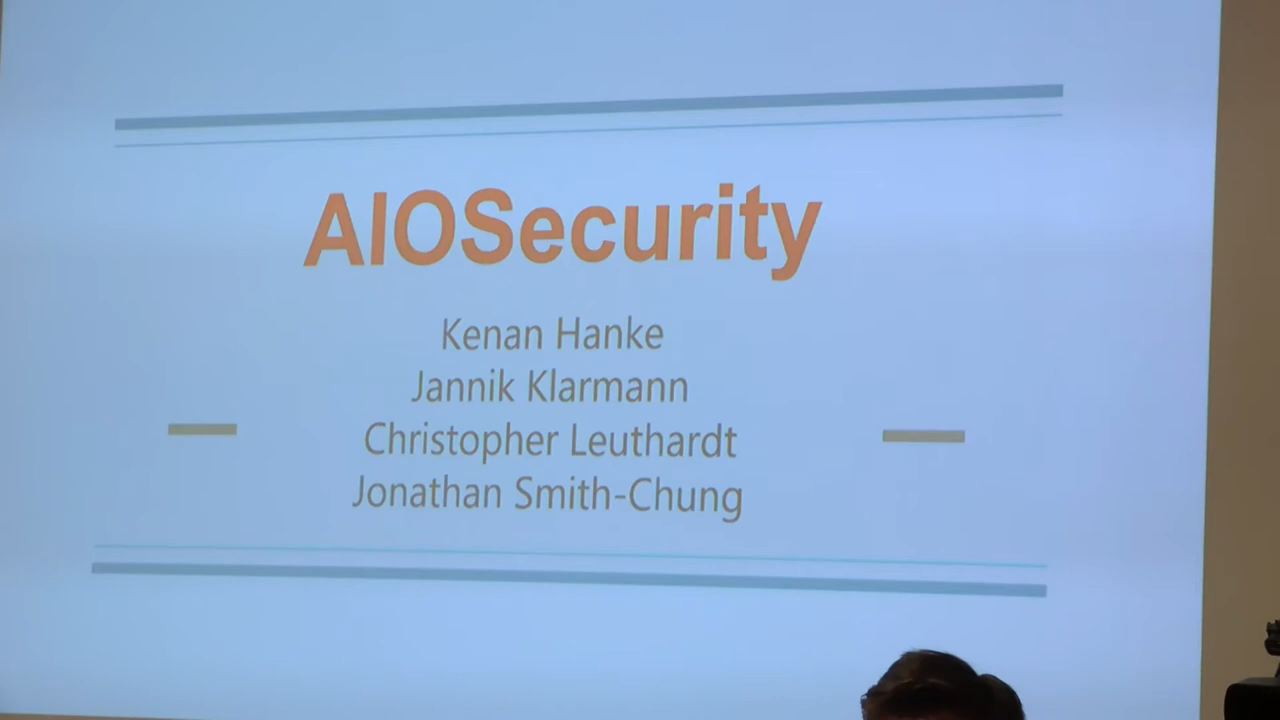 AIOSecurity
Kenan Hanke
Jannik Klarmann
Christopher Leuthardt
Jonathan Smith-Chung